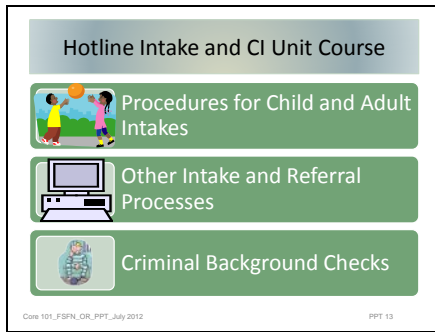 Hotline Intake and CI Unit Course
Procedures for Child and Adult
Intakes
Other Intake and Referral
Processes
Criminal Background Checks
Core 101_FSFN_OR_PPT_July 2012
PPT 13